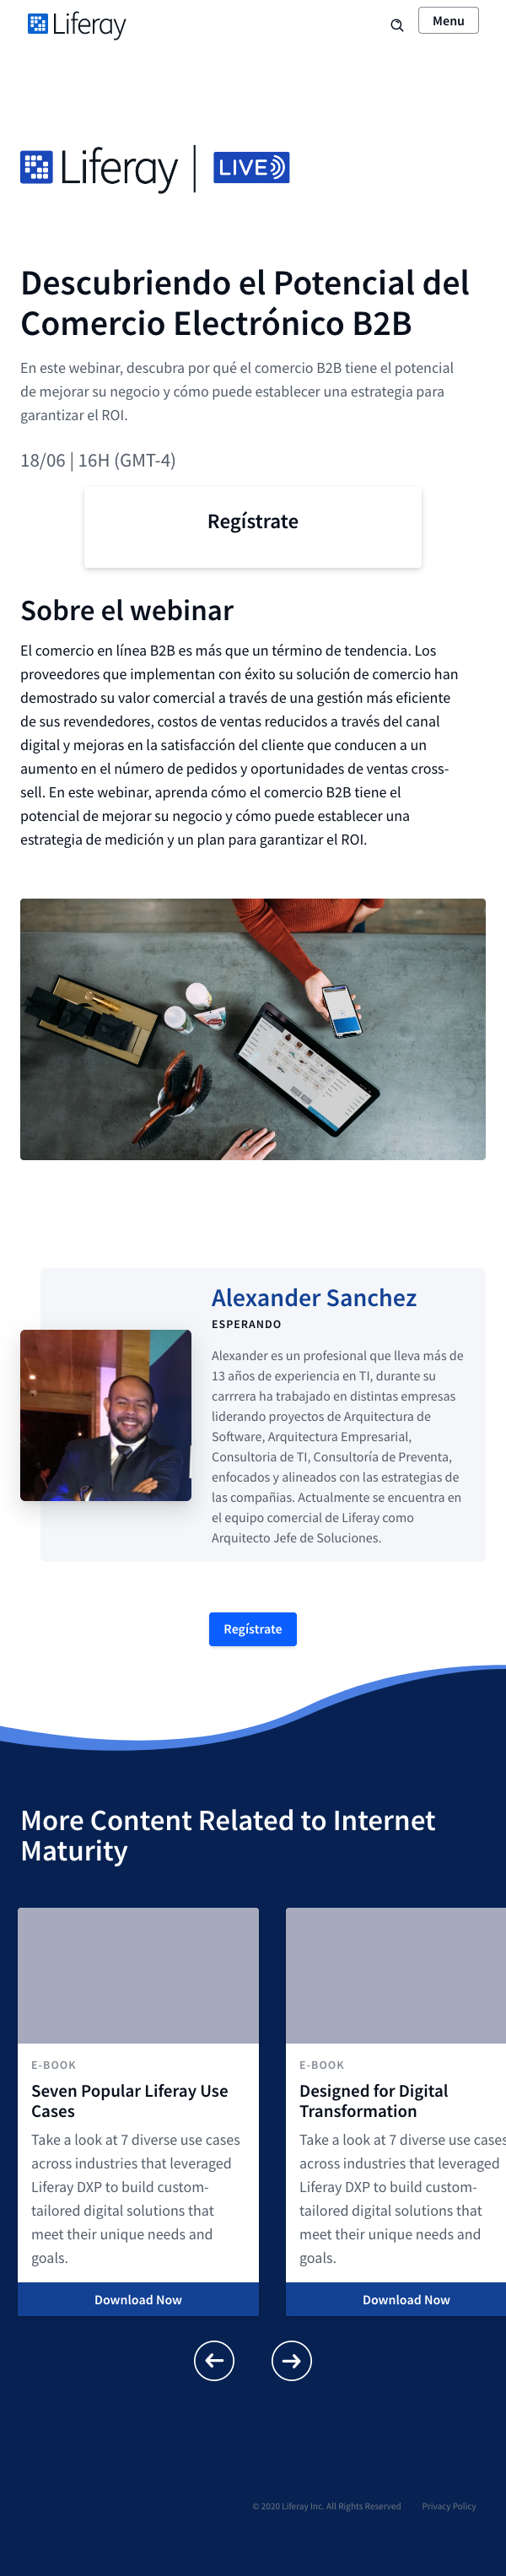 Liferay
Menu
Liferay | LIVE
Descubriendo el Potencial del
Comercio Electrónico B2B
En este webinar, descubra por qué el comercio B2B tiene el potencial
de mejorar su negocio y cómo puede establecer una estrategia para
garantizar el ROI.
18/06 | 16H (GMT-4)
Regístrate
Sobre el webinar
El comercio en línea B2B es más que un término de tendencia. Los
proveedores que implementan con éxito su solución de comercio han
demostrado su valor comercial a través de una gestión más eficiente
de sus revendedores, costos de ventas reducidos a través del canal
digital y mejoras en la satisfacción del cliente que conducen a un
aumento en el número de pedidos y oportunidades de ventas cross-
sell. En este webinar, aprenda cómo el comercio B2B tiene el
potencial de mejorar su negocio y cómo puede establecer una
estrategia de medición y un plan para garantizar el ROI.
Alexander Sanchez
ESPERANDO
Alexander es un profesional que lleva más de
13 años de experiencia en TI, durante su
carrrera ha trabajado en distintas empresas
liderando proyectos de Arquitectura de
Software, Arquitectura Empresarial,
Consultoria de TI, Consultoría de Preventa,
enfocados y alineados con las estrategias de
las compañias. Actualmente se encuentra en
el equipo comercial de Liferay como
Arquitecto Jefe de Soluciones.
Regístrate
More Content Related to Internet
Maturity
E-BOOK
Seven Popular Liferay Use
Cases
Take a look at 7 diverse use cases
across industries that leveraged
Liferay DXP to build custom-
tailored digital solutions that
meet their unique needs and
goals.
Download Now
E-BOOK
Designed for Digital
Transformation
Take a look at 7 diverse use cases
across industries that leveraged
Liferay DXP to build custom-
tailored digital solutions that
meet their unique needs and
goals.
Download Now
© 2020 Liferay Inc. All Rights Reserved
Privacy Policy